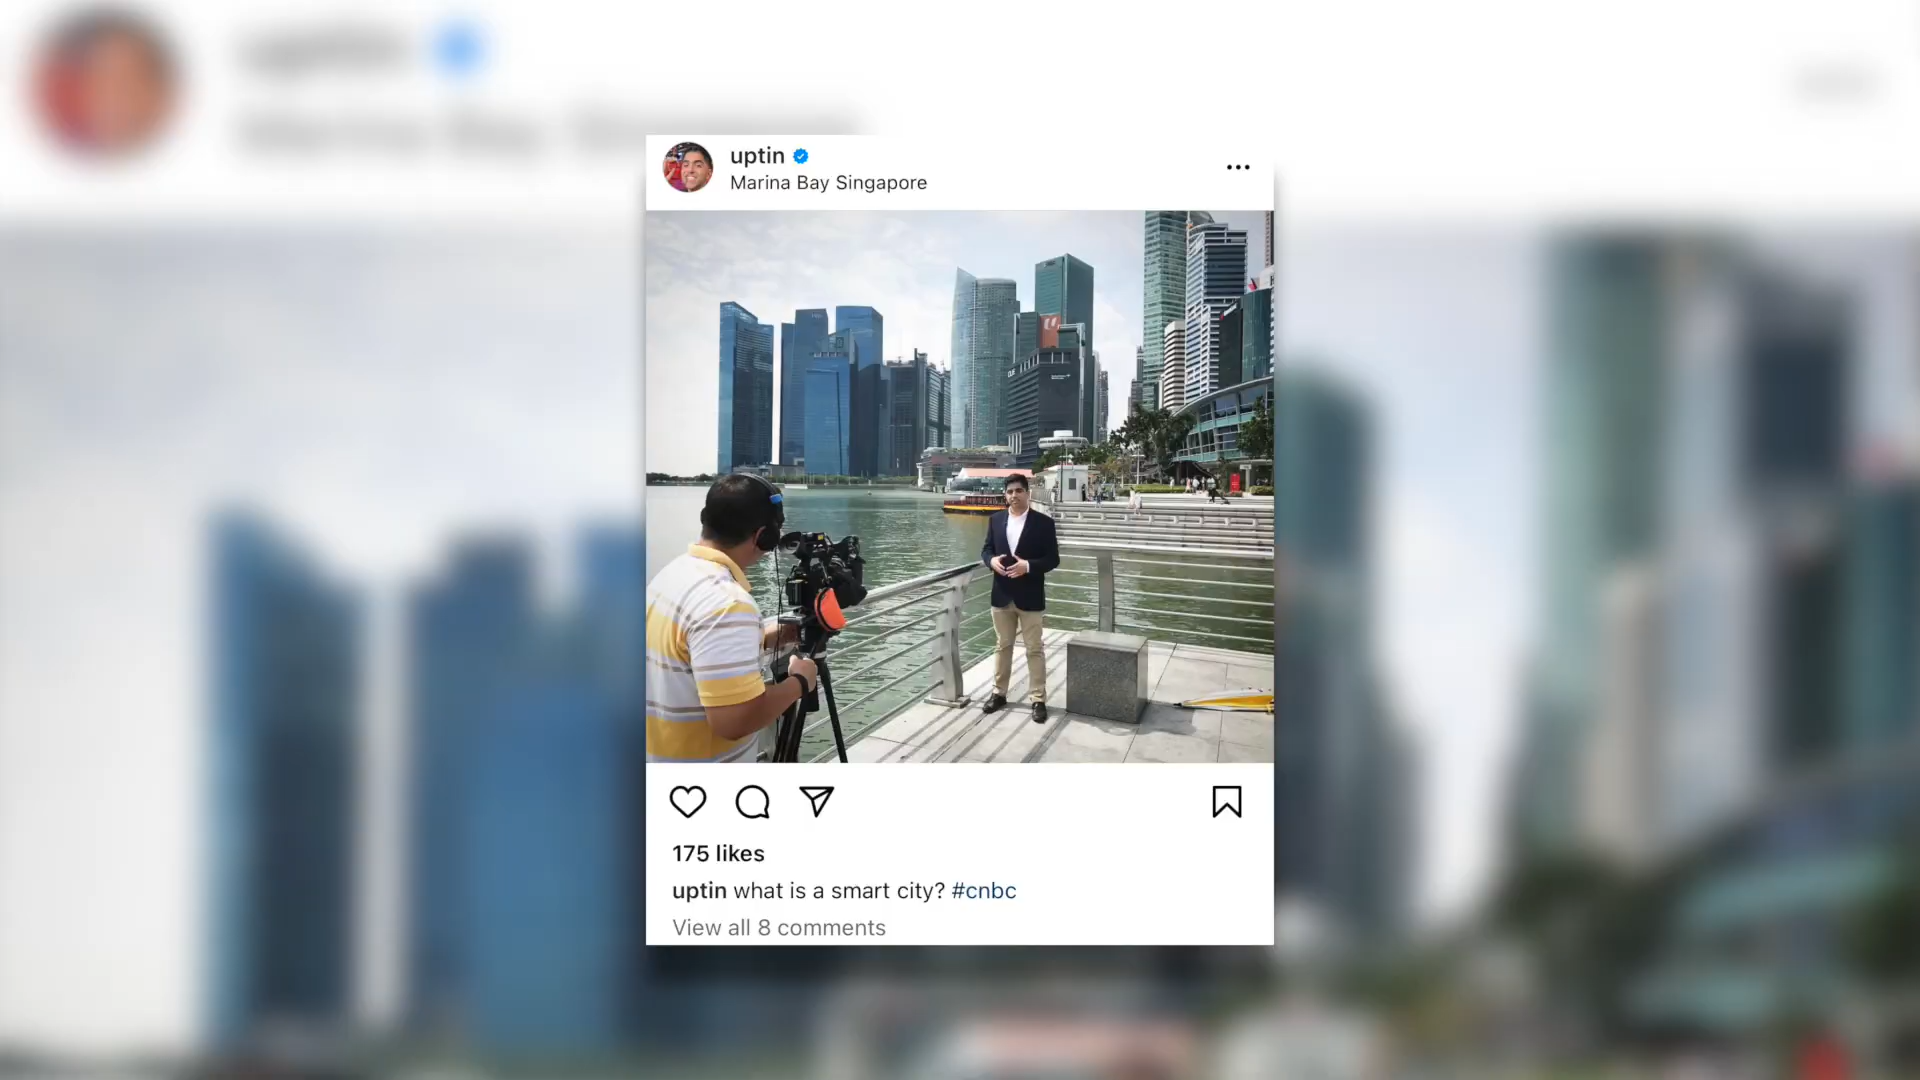 uptin
Marina Bay Singapore
175 likes
uptin what is a smart city? #cnbc
View all 8 comments